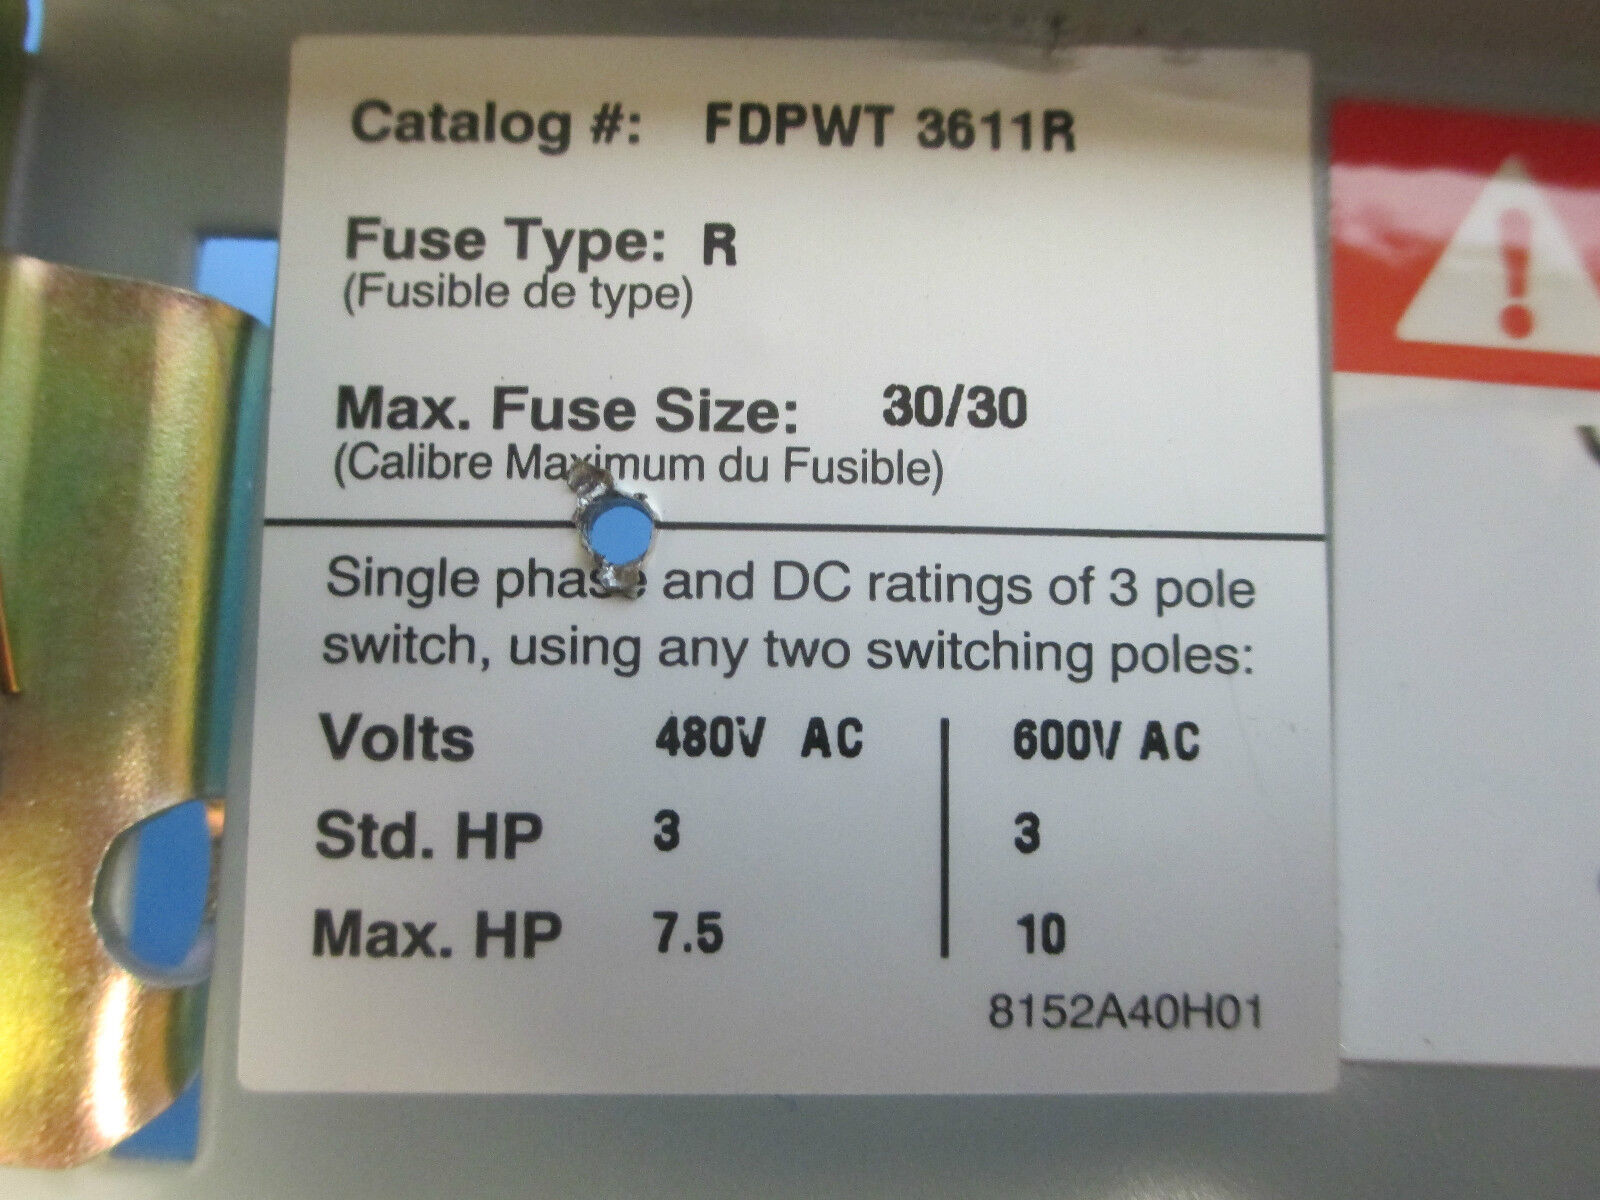 Catalog #: FDPWT 3611R
Fuse Type: R
(Fusible de type)
Max. Fuse Size: 30/30
(Calibre Maximum du Fusible)
Single phase and DC ratings of 3 pole
switch, using any two switching poles:
Volts 480V AC 600V AC
Std. HP 3 3
Max. HP 7.5 10
8152A40H01